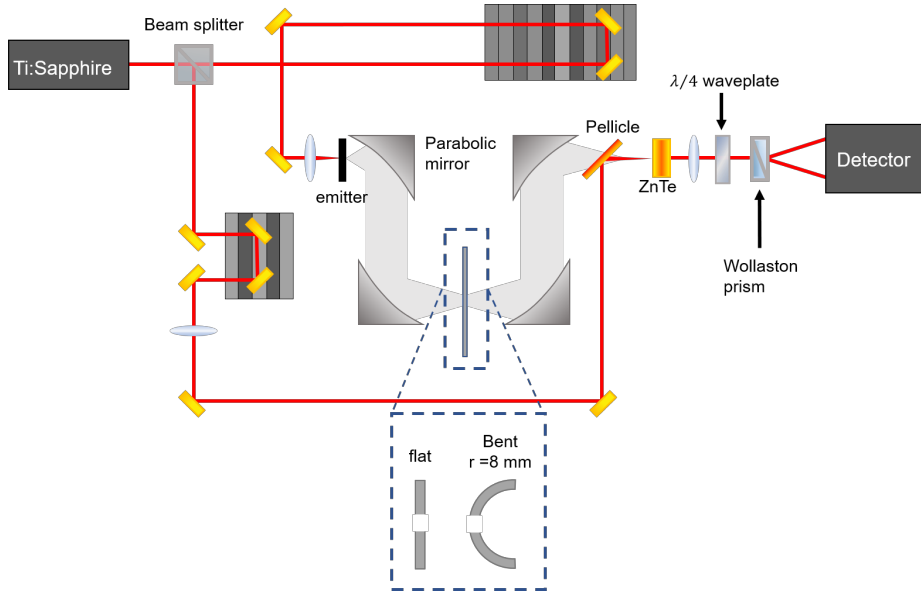 Beam splitter
Ti:Sapphire
λ/4 waveplate
Pellicle
Parabolic
mirror
Detector
emitter
ZnTe
Wollaston
prism
flat
Bent
r =8 mm